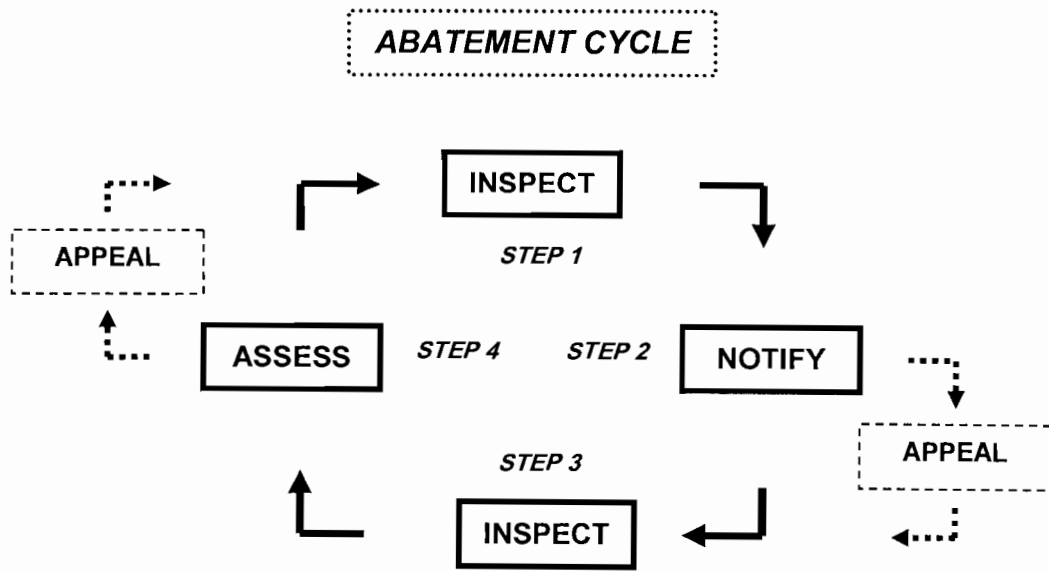 ABATEMENT CYCLE
INSPECT
STEP 1
APPEAL
ASSESS
STEP 4
STEP 2
NOTIFY
APPEAL
STEP 3
INSPECT